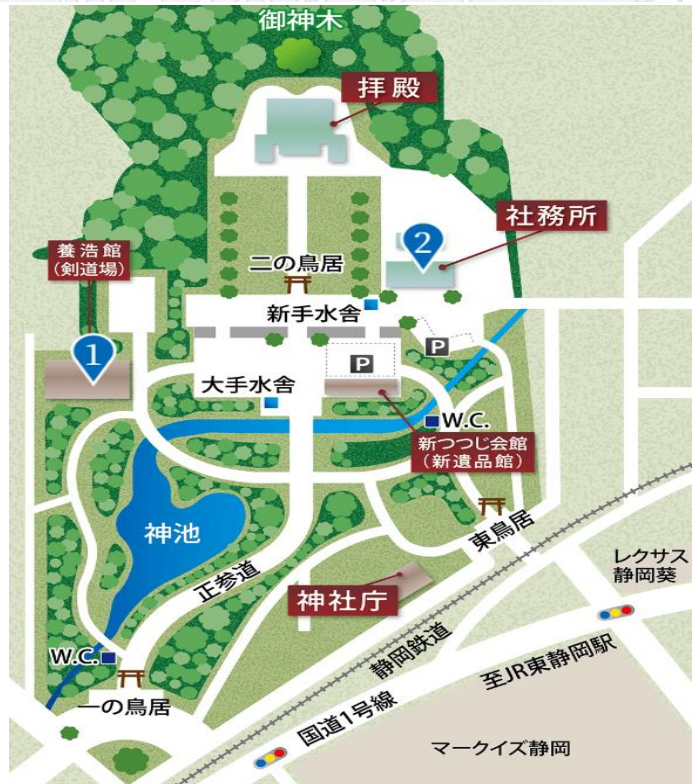 御神木
拝殿
社務所
2
養浩館
(剣道場)
二の鳥居
新手水舎
1
P
P
大手水舎
W.C.
新つつじ会館
(新遺品館)
神池
東鳥居
正参道
レクサス
静岡葵
神社庁
静岡鉄道
W.C.
至JR東静岡駅
一の鳥居
国道1号線
マークイズ静岡